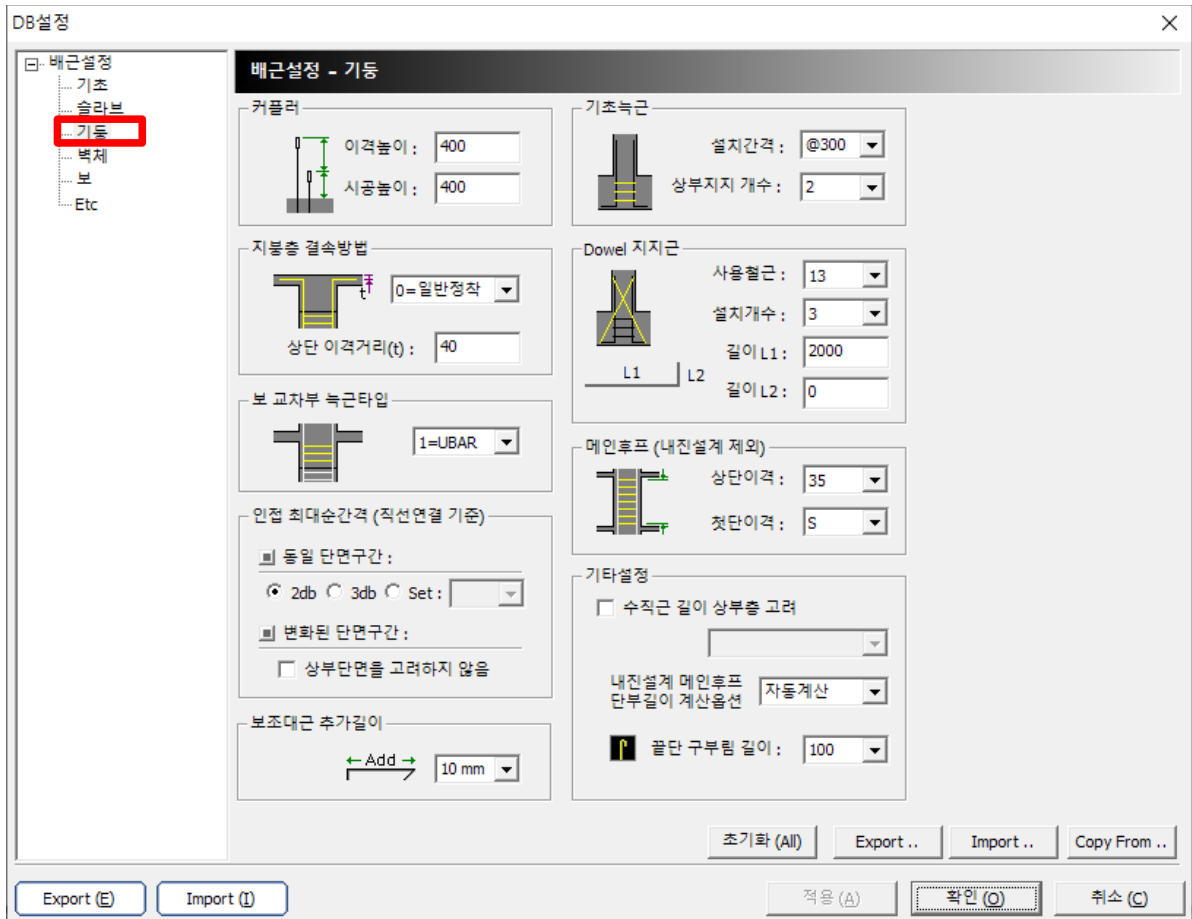 DB설정
배근설정
기초
슬라브
기둥
벽체
보
Etc
배근설정 - 기둥
커플러
이격높이 : 400
시공높이 : 400
지붕층 결속방법
t
0=일반정착
상단 이격거리(t) : 40
보 교차부 늑근타입
1=UBAR
인접 최대순간격 (직선연결 기준)
동일 단면구간 :
2db 3db Set :
변화된 단면구간 :
상부단면을 고려하지 않음
보조대근 추가길이
Add
10 mm
기초늑근
설치간격 : @300
상부지지 개수 : 2
Dowel 지지근
사용철근 : 13
설치개수 : 3
길이 L1 : 2000
L1 L2
길이 L2 : 0
메인후프 (내진설계 제외)
상단이격 : 35
첫단이격 : S
기타설정
수직근 길이 상부층 고려
내진설계 메인후프
단부길이 계산옵션
자동계산
끝단 구부림 길이 : 100
초기화 (All) Export .. Import .. Copy From ..
Export (E) Import (I) 적용 (A) 확인 (O) 취소 (C)